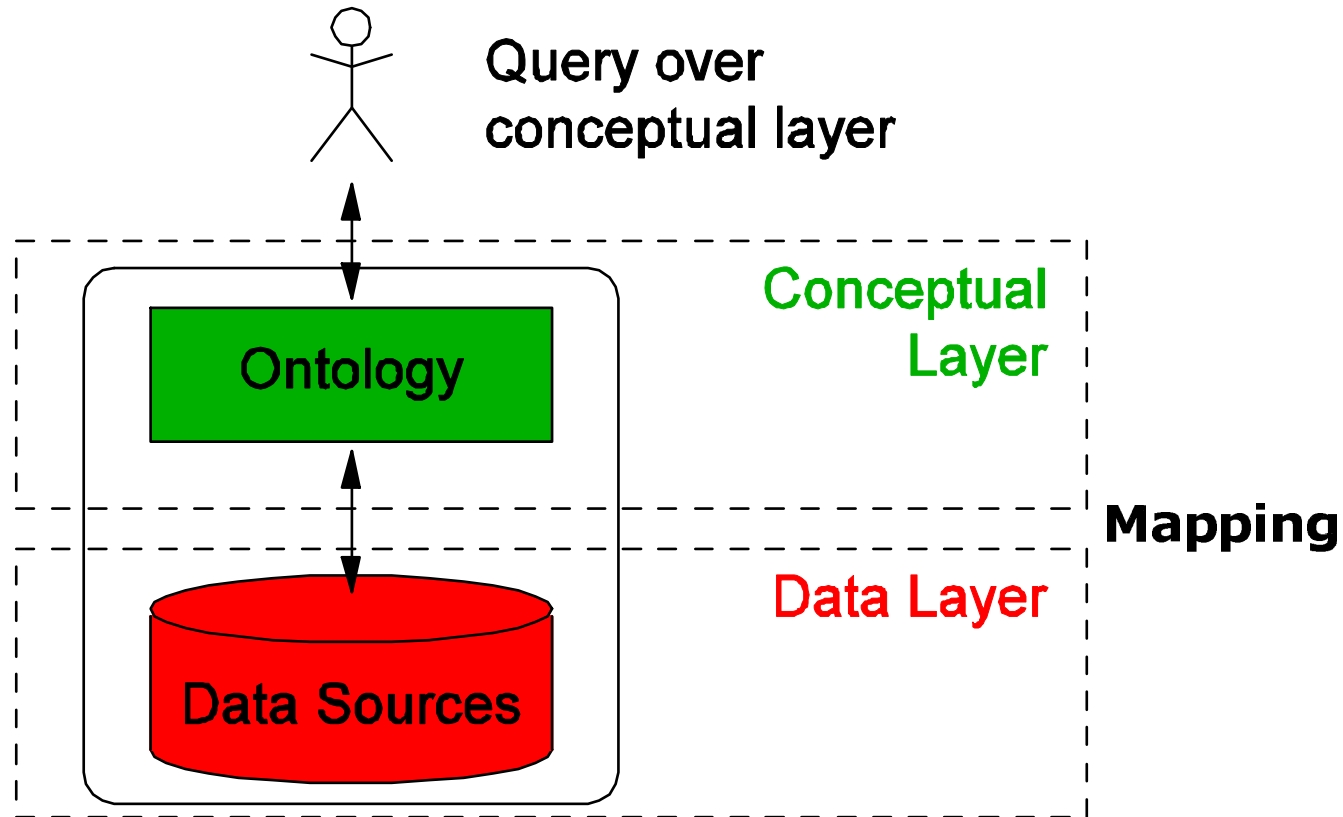 Query over
conceptual layer
Conceptual
Layer
Ontology
Mapping
Data Layer
Data Sources